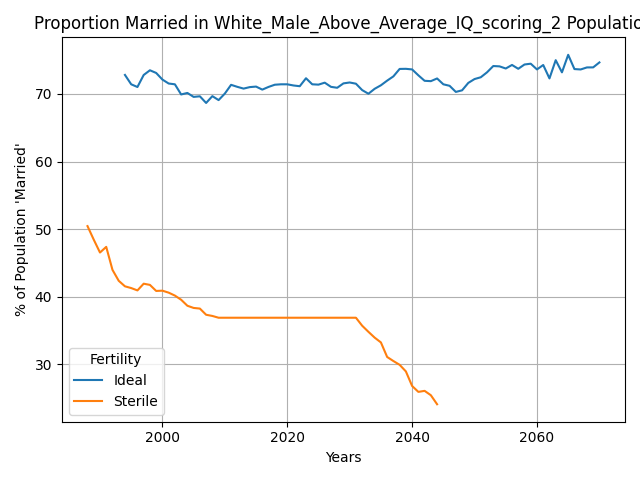 Proportion Married in White_Male_Above_Average_IQ_scoring_2 Populatio
% of Population 'Married'
70
60
50
40
30
Fertility
Ideal
Sterile
2000 2020 2040 2060
Years